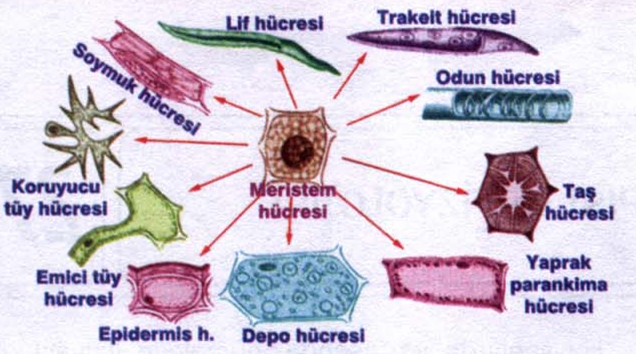 Lif hücresi
Trakeit hücresi
Soymuk hücresi
Odun hücresi
Koruyucu
tüy hücresi
Meristem
hücresi
Taş
hücresi
Emici tüy
hücresi
Yaprak
parankima
hücresi
Epidermis h.
Depo hücresi